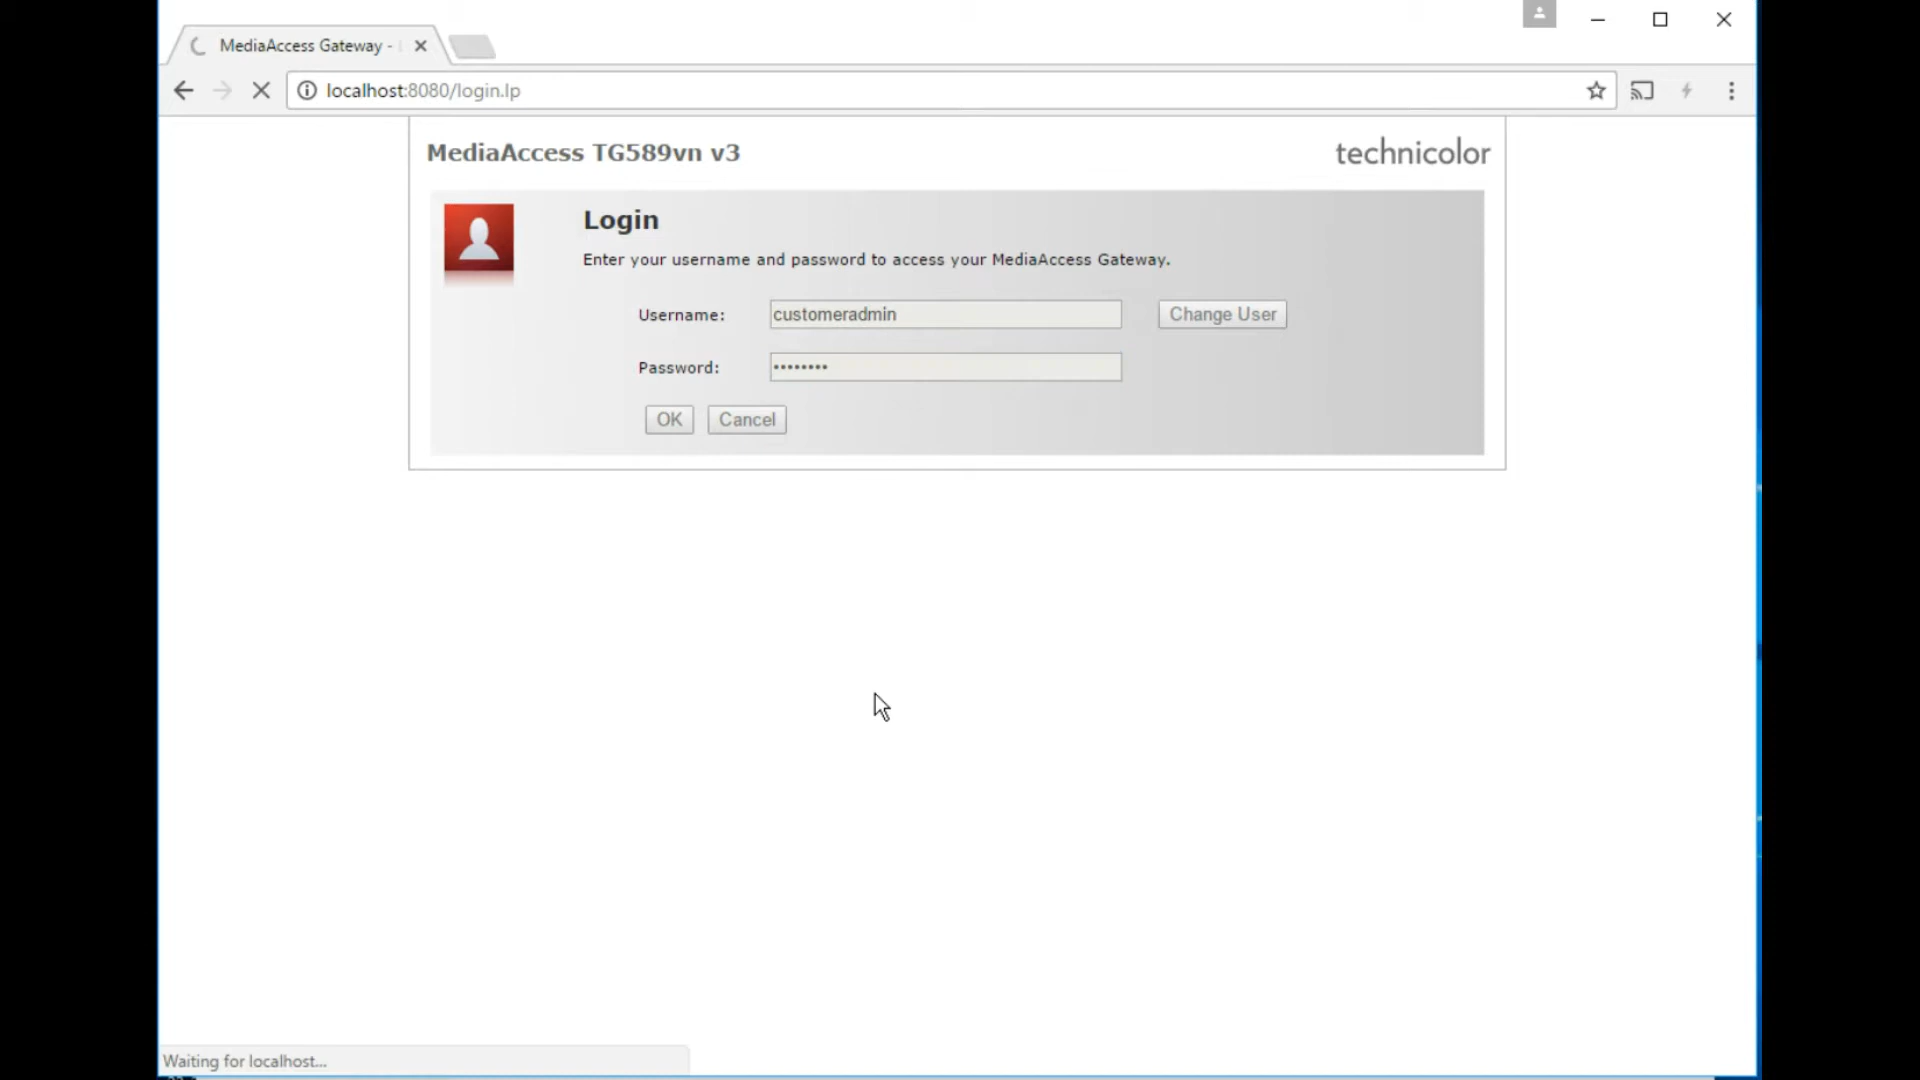 MediaAccess Gateway -
localhost:8080/login.lp
MediaAccess TG589vn v3
technicolor
Login
Enter your username and password to access your MediaAccess Gateway.
Username: customeradmin Change User
Password: ••••••••
OK Cancel
Waiting for localhost...